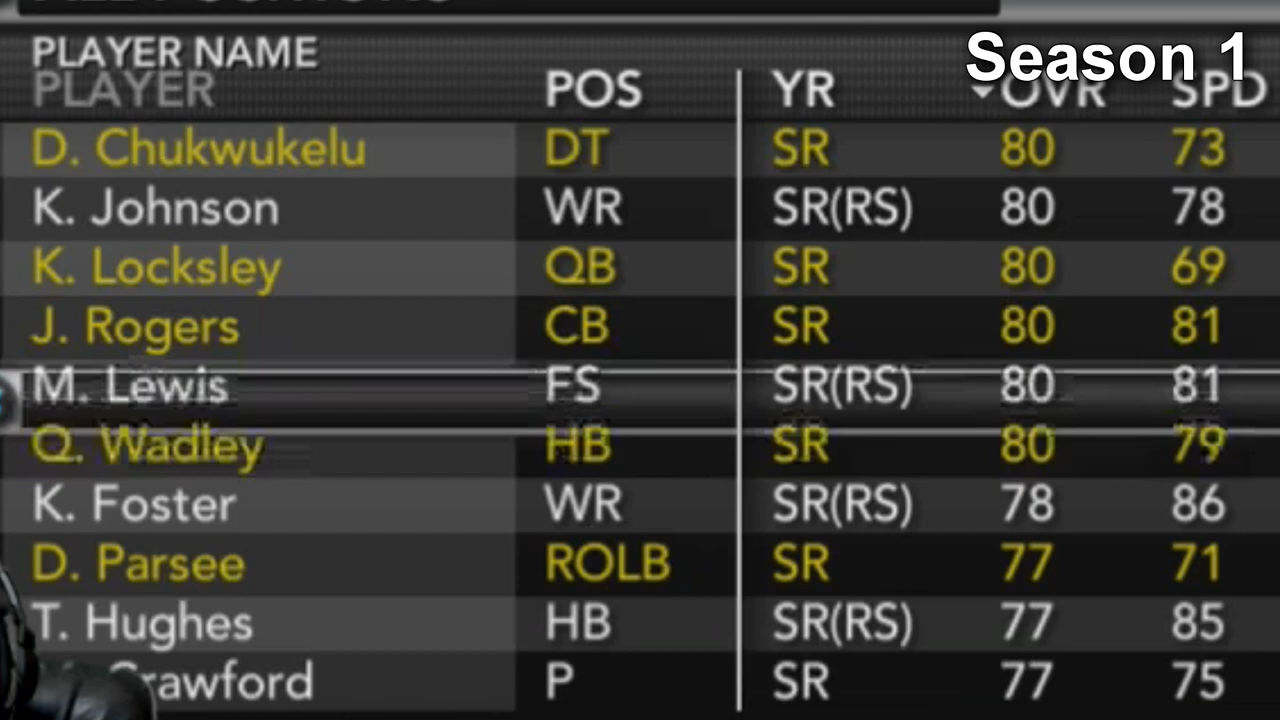 Season 1
PLAYER NAME
PLAYER POS YR OVR SPD
D. Chukwukelu DT SR 80 73
K. Johnson WR SR(RS) 80 78
K. Locksley QB SR 80 69
J. Rogers CB SR 80 81
M. Lewis FS SR(RS) 80 81
Q. Wadley HB SR 80 79
K. Foster WR SR(RS) 78 86
D. Parsee ROLB SR 77 71
T. Hughes HB SR(RS) 77 85
Crawford P SR 77 75